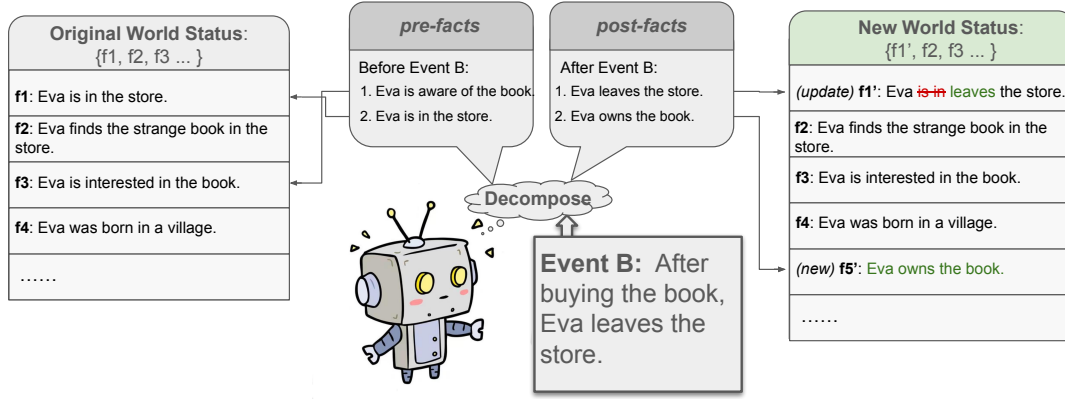 Original World Status:
{f1, f2, f3 ... }
f1: Eva is in the store.
f2: Eva finds the strange book in the
store.
f3: Eva is interested in the book.
f4: Eva was born in a village.
......
pre-facts
Before Event B:
1. Eva is aware of the book.
2. Eva is in the store.
post-facts
After Event B:
1. Eva leaves the store.
2. Eva owns the book.
Decompose
Event B: After
buying the book,
Eva leaves the
store.
New World Status:
{f1’, f2, f3 ... }
(update) f1’: Eva is in leaves the store.
f2: Eva finds the strange book in the
store.
f3: Eva is interested in the book.
f4: Eva was born in a village.
(new) f5’: Eva owns the book.
......